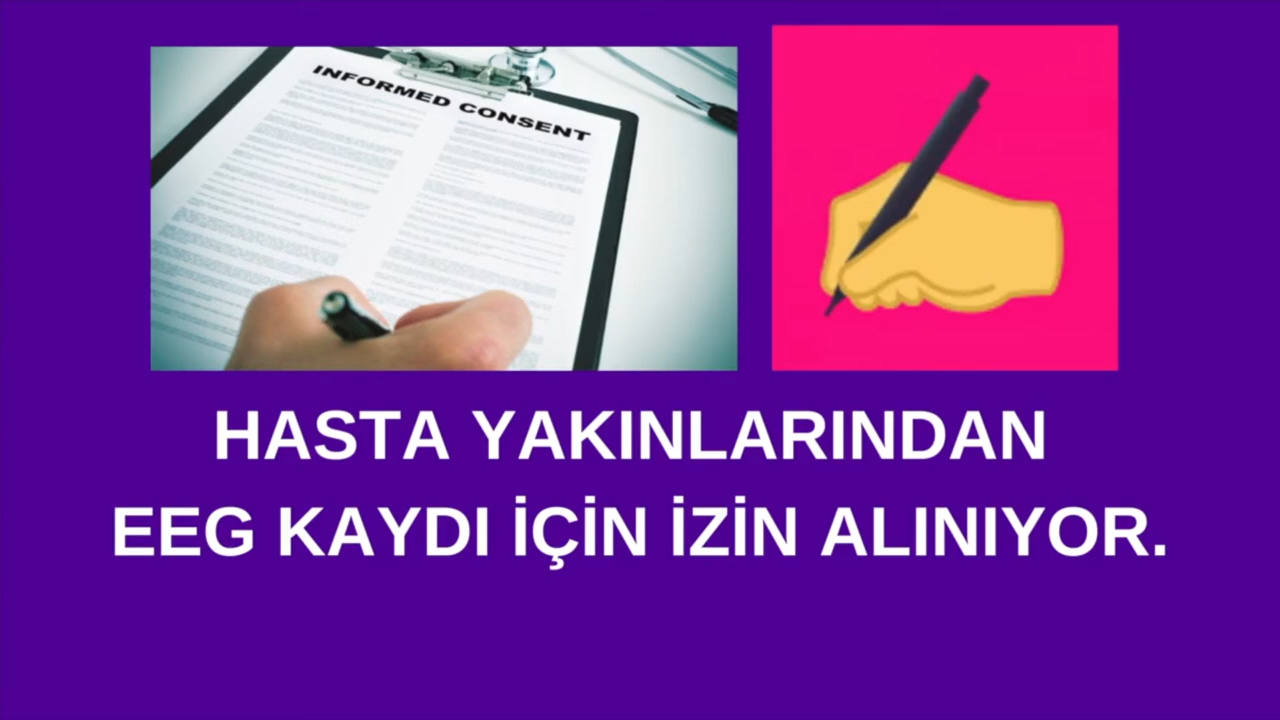 INFORMED CONSENT
HASTA YAKINLARINDAN
EEG KAYDI İÇİN İZİN ALINIYOR.